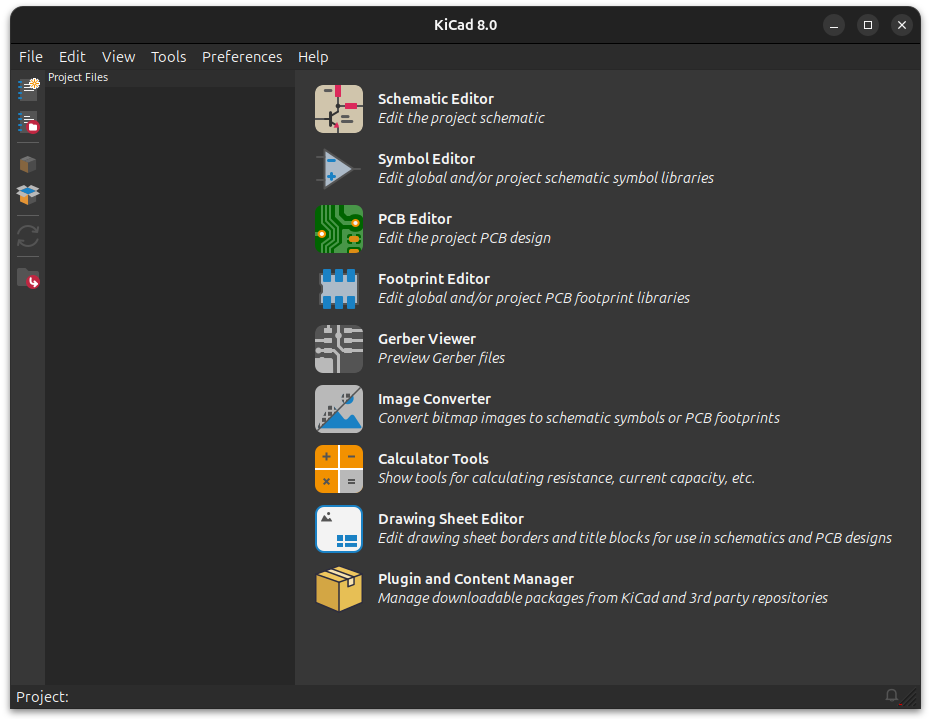 KiCad 8.0
File Edit View Tools Preferences Help
Project Files
Schematic Editor
Edit the project schematic
Symbol Editor
Edit global and/or project schematic symbol libraries
PCB Editor
Edit the project PCB design
Footprint Editor
Edit global and/or project PCB footprint libraries
Gerber Viewer
Preview Gerber files
Image Converter
Convert bitmap images to schematic symbols or PCB footprints
Calculator Tools
Show tools for calculating resistance, current capacity, etc.
Drawing Sheet Editor
Edit drawing sheet borders and title blocks for use in schematics and PCB designs
Plugin and Content Manager
Manage downloadable packages from KiCad and 3rd party repositories
Project: